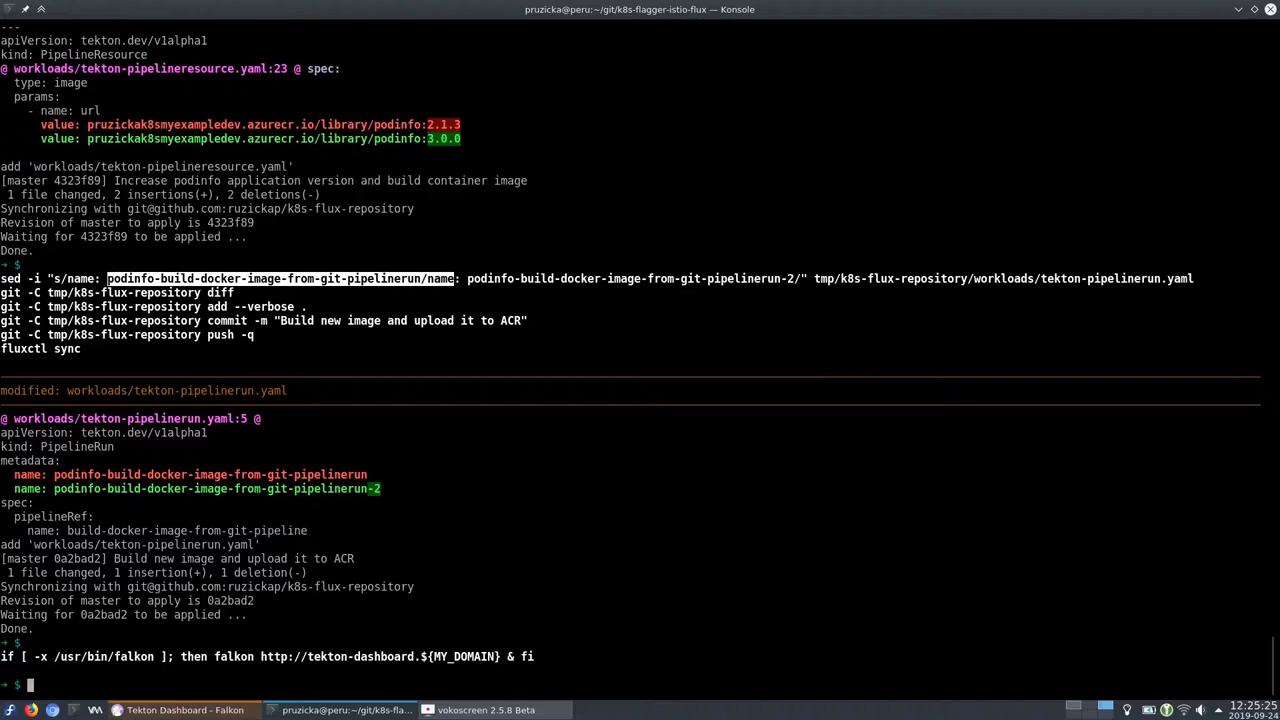 pruzicka@peru:~/git/k8s-flagger-istio-flux — Konsole
---
apiVersion: tekton.dev/v1alpha1
kind: PipelineResource
@ workloads/tekton-pipelineresource.yaml:23 @ spec:
  type: image
  params:
    - name: url
      value: pruzickak8smyexampledev.azurecr.io/library/podinfo:2.1.3
      value: pruzickak8smyexampledev.azurecr.io/library/podinfo:3.0.0
add 'workloads/tekton-pipelineresource.yaml'
[master 4323f89] Increase podinfo application version and build container image
 1 file changed, 2 insertions(+), 2 deletions(-)
Synchronizing with git@github.com:ruzickap/k8s-flux-repository
Revision of master to apply is 4323f89
Waiting for 4323f89 to be applied ...
Done.
➜ $
sed -i "s/name: podinfo-build-docker-image-from-git-pipelinerun/name: podinfo-build-docker-image-from-git-pipelinerun-2/" tmp/k8s-flux-repository/workloads/tekton-pipelinerun.yaml
git -C tmp/k8s-flux-repository diff
git -C tmp/k8s-flux-repository add --verbose .
git -C tmp/k8s-flux-repository commit -m "Build new image and upload it to ACR"
git -C tmp/k8s-flux-repository push -q
fluxctl sync
modified: workloads/tekton-pipelinerun.yaml
@ workloads/tekton-pipelinerun.yaml:5 @
apiVersion: tekton.dev/v1alpha1
kind: PipelineRun
metadata:
  name: podinfo-build-docker-image-from-git-pipelinerun
  name: podinfo-build-docker-image-from-git-pipelinerun-2
spec:
  pipelineRef:
    name: build-docker-image-from-git-pipeline
add 'workloads/tekton-pipelinerun.yaml'
[master 0a2bad2] Build new image and upload it to ACR
 1 file changed, 1 insertion(+), 1 deletion(-)
Synchronizing with git@github.com:ruzickap/k8s-flux-repository
Revision of master to apply is 0a2bad2
Waiting for 0a2bad2 to be applied ...
Done.
➜ $
if [ -x /usr/bin/falkon ]; then falkon http://tekton-dashboard.${MY_DOMAIN} & fi
➜ $
Tekton Dashboard - Falkon
pruzicka@peru:~/git/k8s-fla...
vokoscreen 2.5.8 Beta
12:25:25
2019-09-24